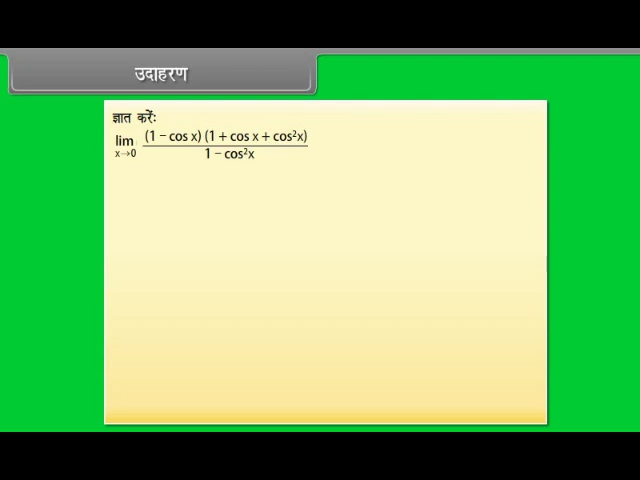 उदाहरण
ज्ञात करें:
lim x→0 (1 − cos x) (1 + cos x + cos²x)
1 − cos²x